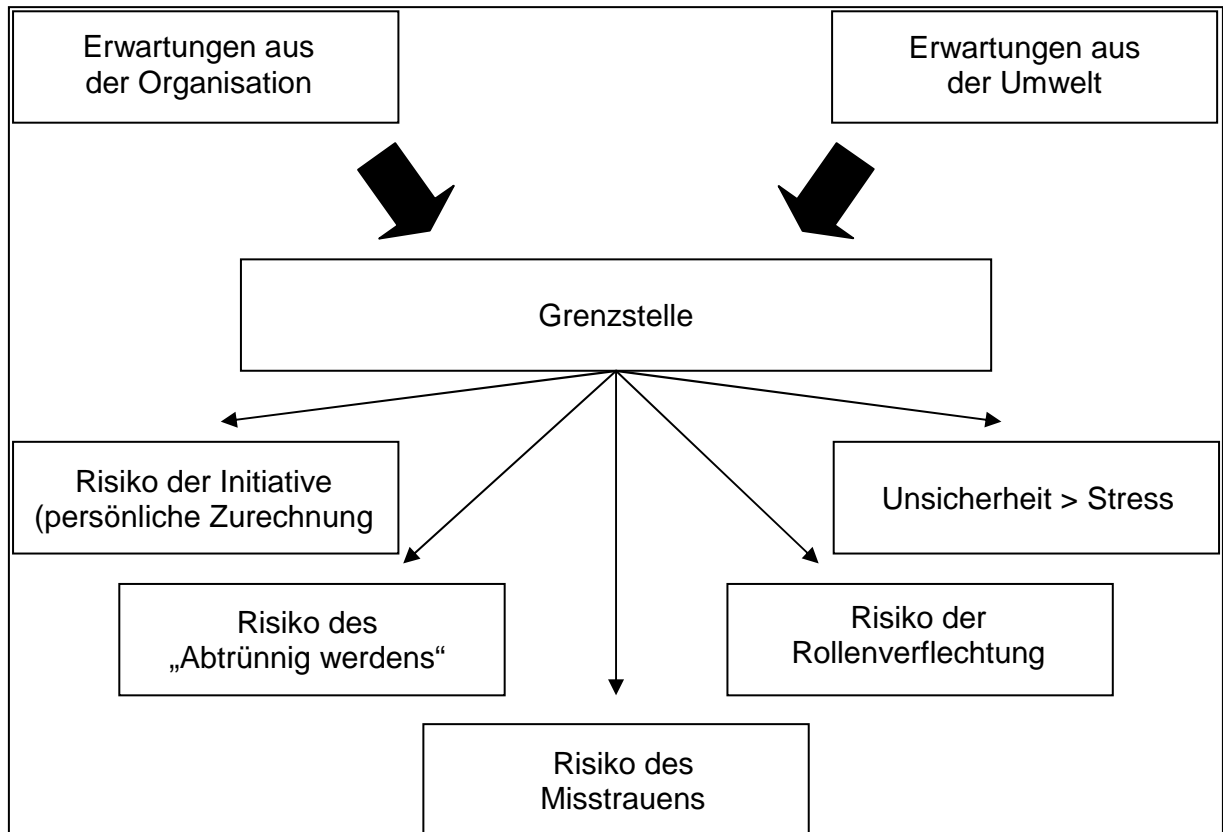 Erwartungen aus
der Organisation
Erwartungen aus
der Umwelt
Grenzstelle
Risiko der Initiative
(persönliche Zurechnung
Unsicherheit > Stress
Risiko des
„Abtrünnig werdens“
Risiko der
Rollenverflechtung
Risiko des
Misstrauens